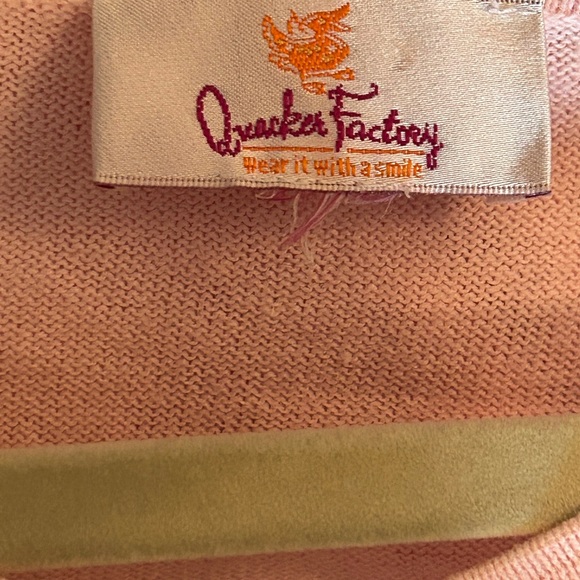 Quacker Factory
wear it with a smile